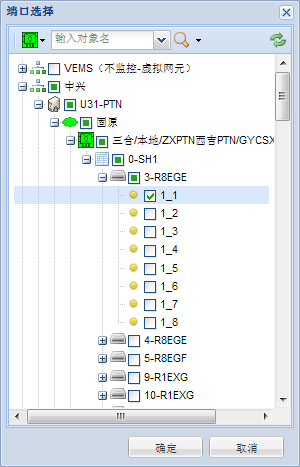 端口选择
输入对象名
VEMS（不监控-虚拟网元）
中兴
U31-PTN
固原
三合/本地/ZXPTN西吉PTN/GYCSX
0-SH1
3-R8EGE
1_1
1_2
1_3
1_4
1_5
1_6
1_7
1_8
4-R8EGE
5-R8EGF
9-R1EXG
10-R1EXG
确定
取消